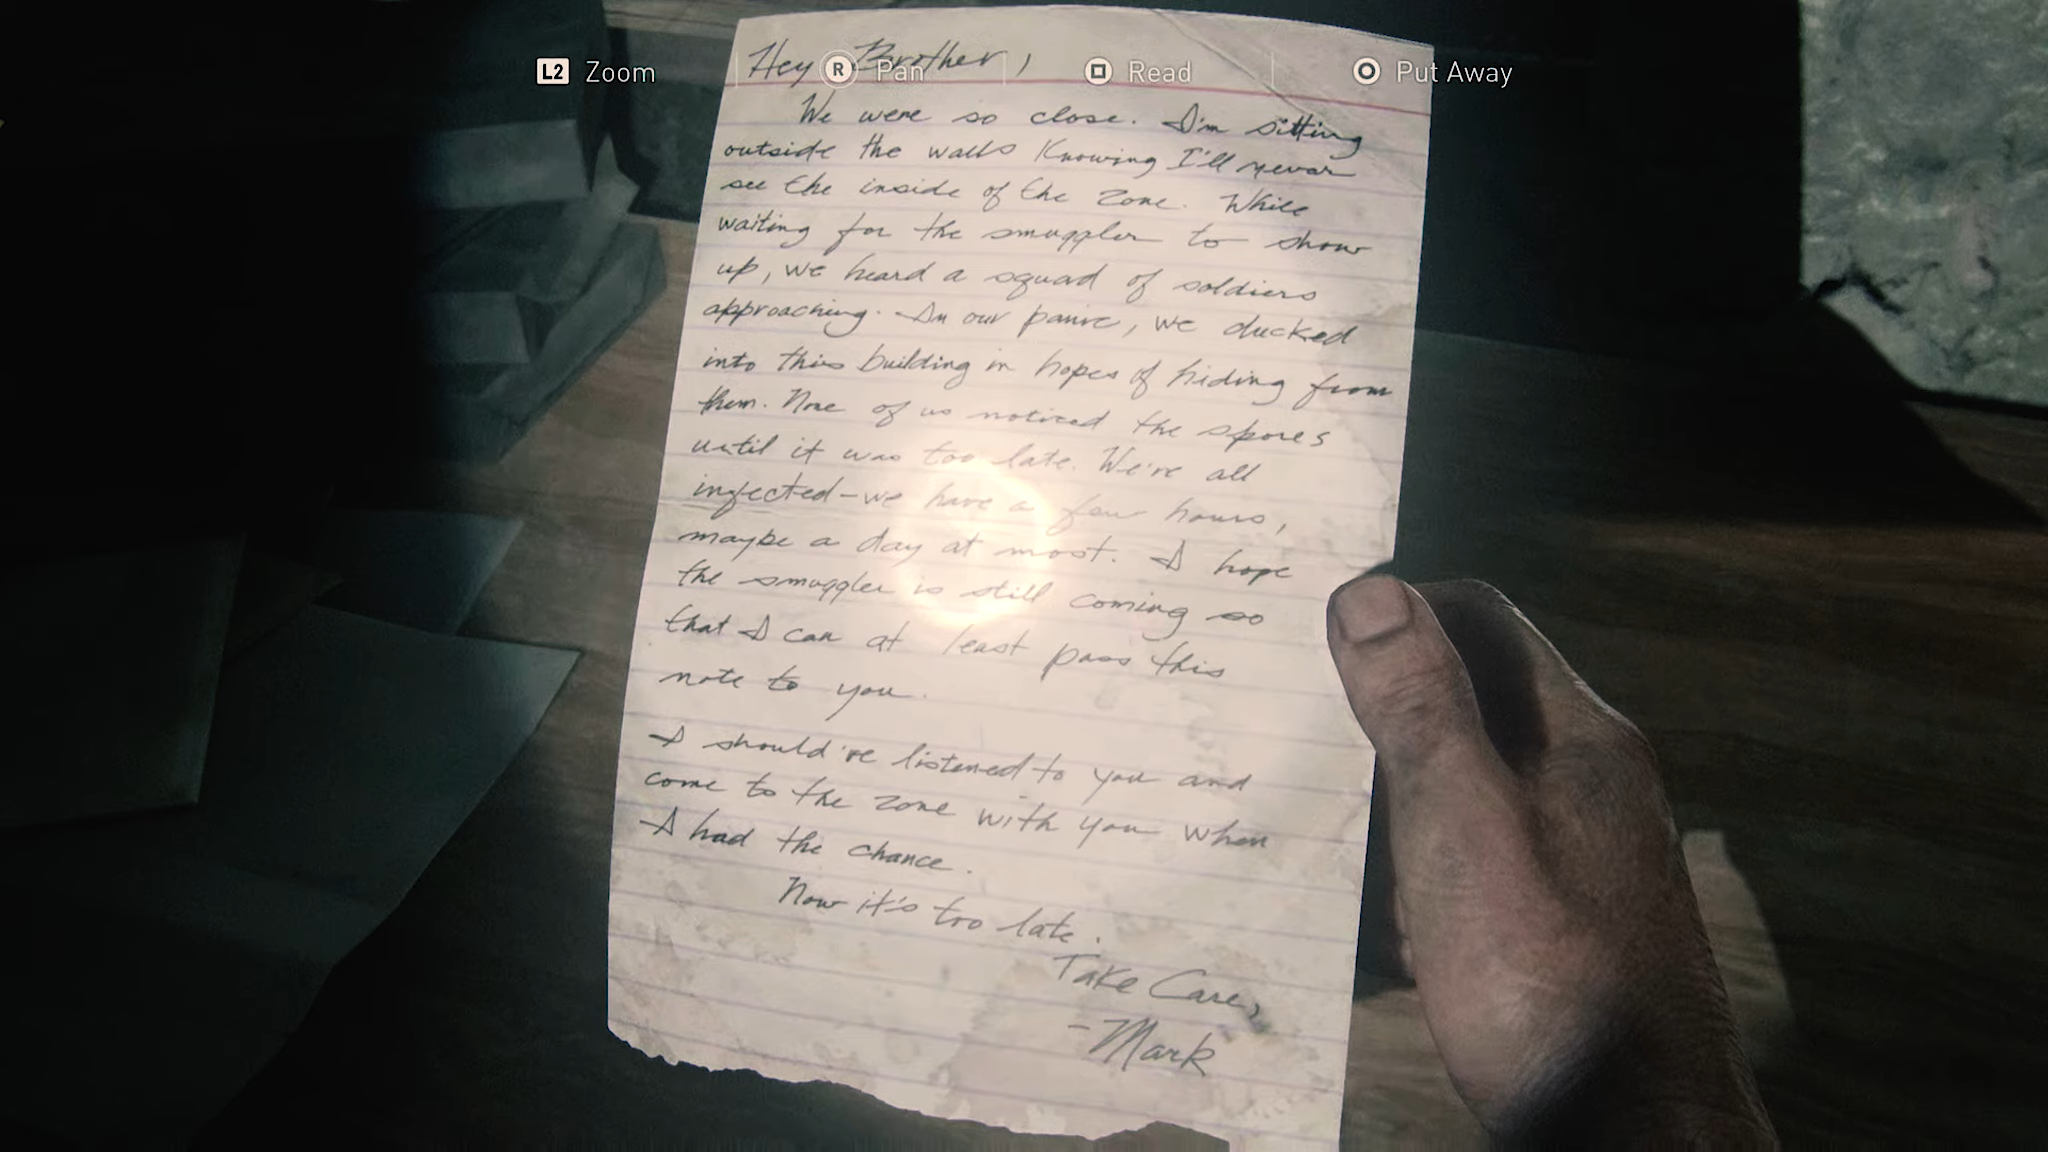 L2 Zoom R Pan Read Put Away
Hey Brother,
We were so close. I'm sitting
outside the walls Knowing I'll never
see the inside of the zone. While
waiting for the smuggler to show
up, we heard a squad of soldiers
approaching. In our panic, we ducked
into this building in hopes of hiding from
them. None of us noticed the spores
until it was too late. We're all
infected-we have a few hours,
maybe a day at most. I hope
the smuggler is still coming so
that I can at least pass this
note to you.
I should've listened to you and
come to the zone with you when
I had the chance.
Now it's too late.
Take Care,
-Mark